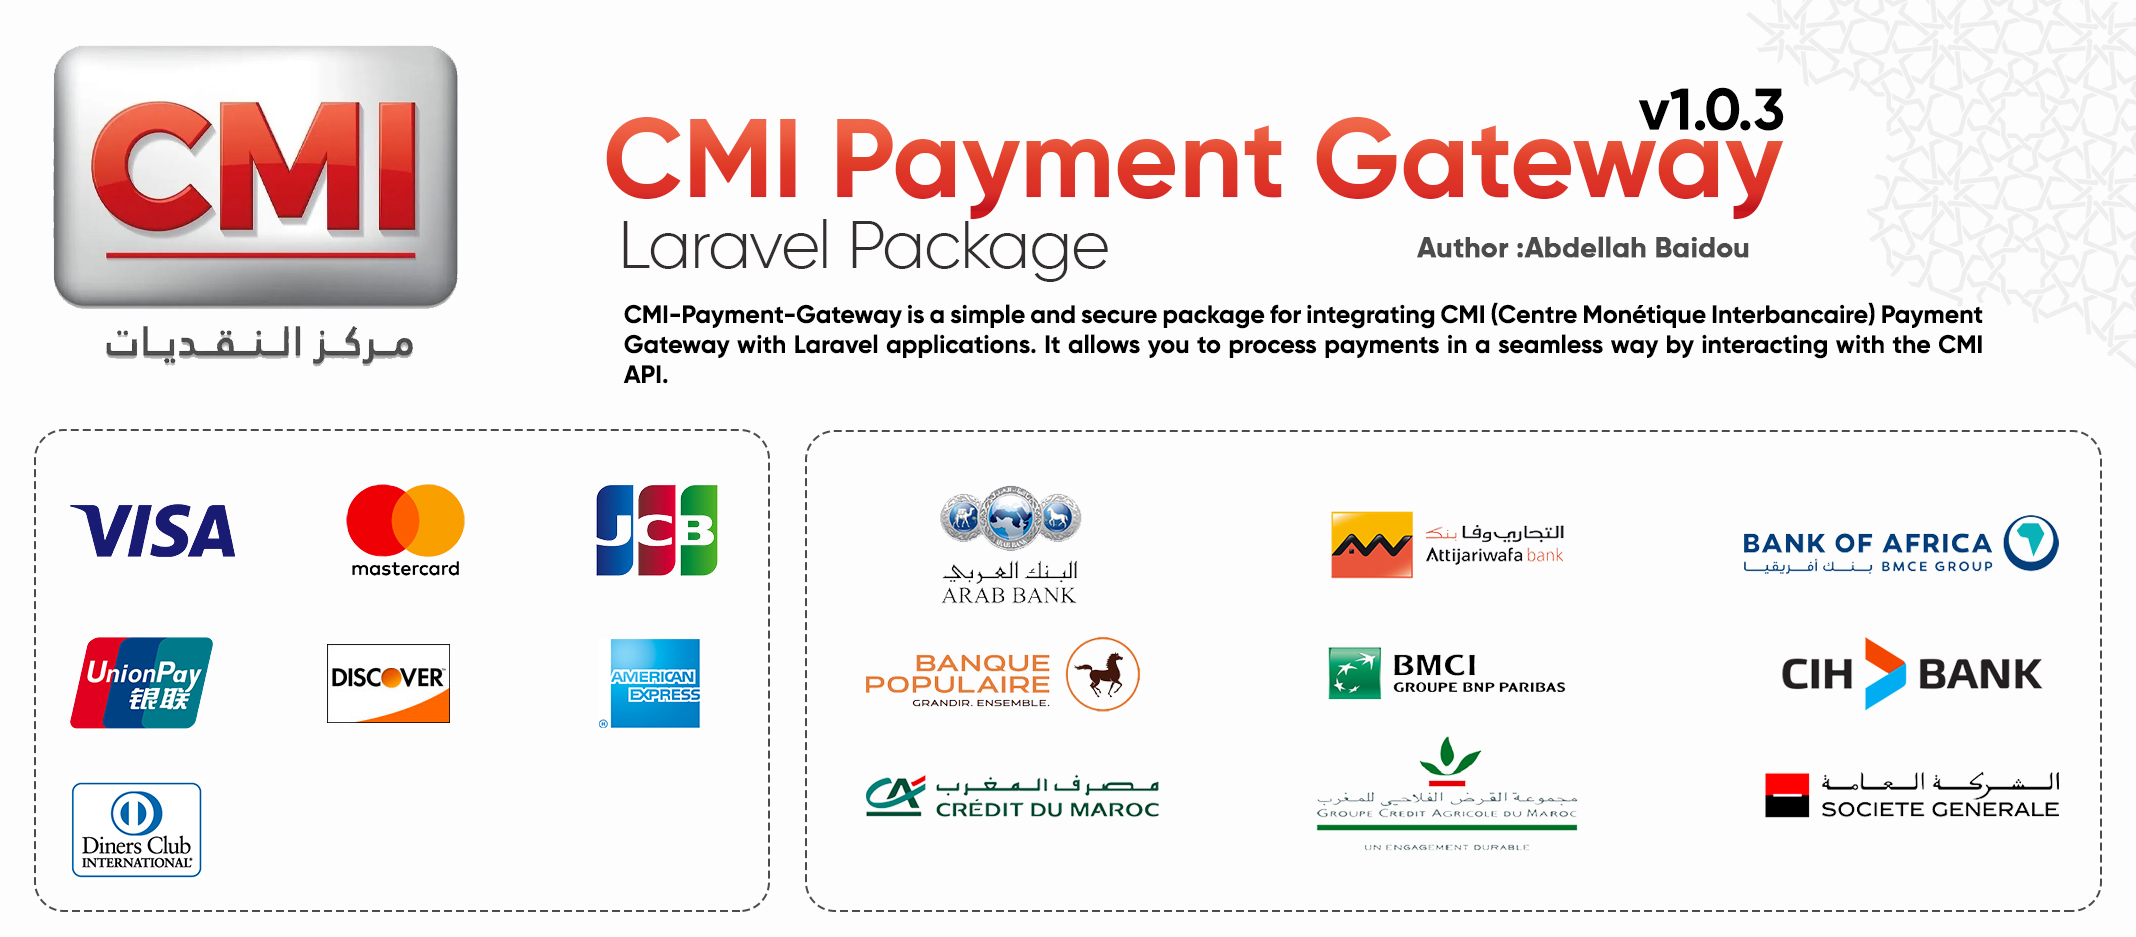 CMI
مركز النقديات
v1.0.3
CMI Payment Gateway
Laravel Package
Author :Abdellah Baidou
CMI-Payment-Gateway is a simple and secure package for integrating CMI (Centre Monétique Interbancaire) Payment
Gateway with Laravel applications. It allows you to process payments in a seamless way by interacting with the CMI
API.
VISA
mastercard
JCB
UnionPay
银联
DISCOVER
AMERICAN
EXPRESS
®
Diners Club
INTERNATIONAL
البنك العربي
ARAB BANK
التجاري وفا بنك
Attijariwafa bank
BANK OF AFRICA
بنك أفريقيا BMCE GROUP
BANQUE
POPULAIRE
GRANDIR. ENSEMBLE.
BMCI
GROUPE BNP PARIBAS
CIH BANK
مصرف المغرب
CRÉDIT DU MAROC
مجموعة القرض الفلاحي للمغرب
GROUPE CREDIT AGRICOLE DU MAROC
UN ENGAGEMENT DURABLE
الشركة العامة
SOCIETE GENERALE